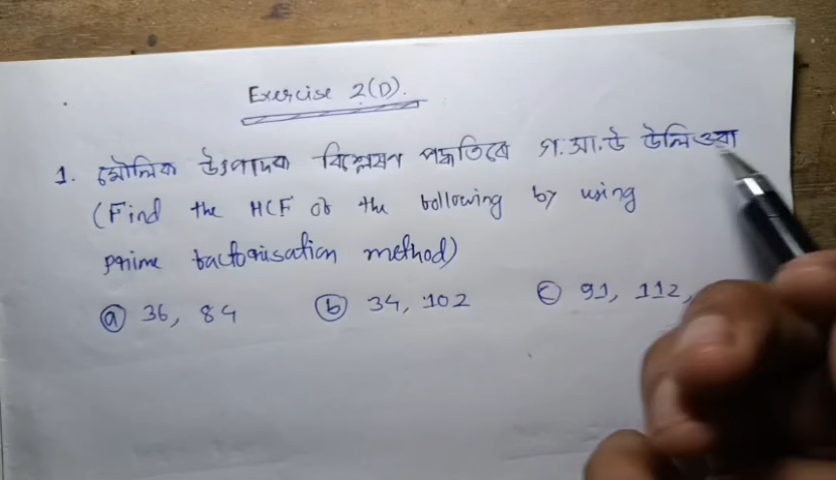 Exercise 2(D).
1. মৌলিক উৎপাদক বিশ্লেষণ পদ্ধতিৰে গ.সা.উ উলিওৱা
(Find the HCF of the following by using
prime factorisation method)
(a) 36, 84 (b) 34, 102 (c) 91, 112,